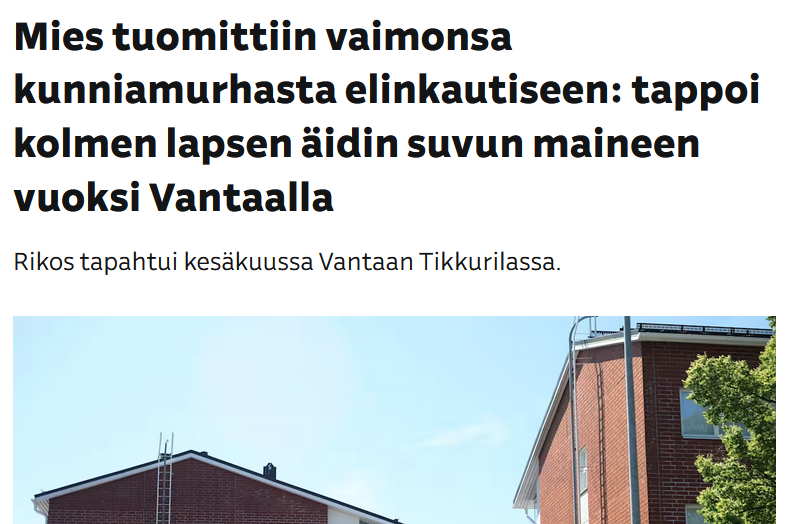 Mies tuomittiin vaimonsa
kunniamurhasta elinkautiseen: tappoi
kolmen lapsen äidin suvun maineen
vuoksi Vantaalla
Rikos tapahtui kesäkuussa Vantaan Tikkurilassa.